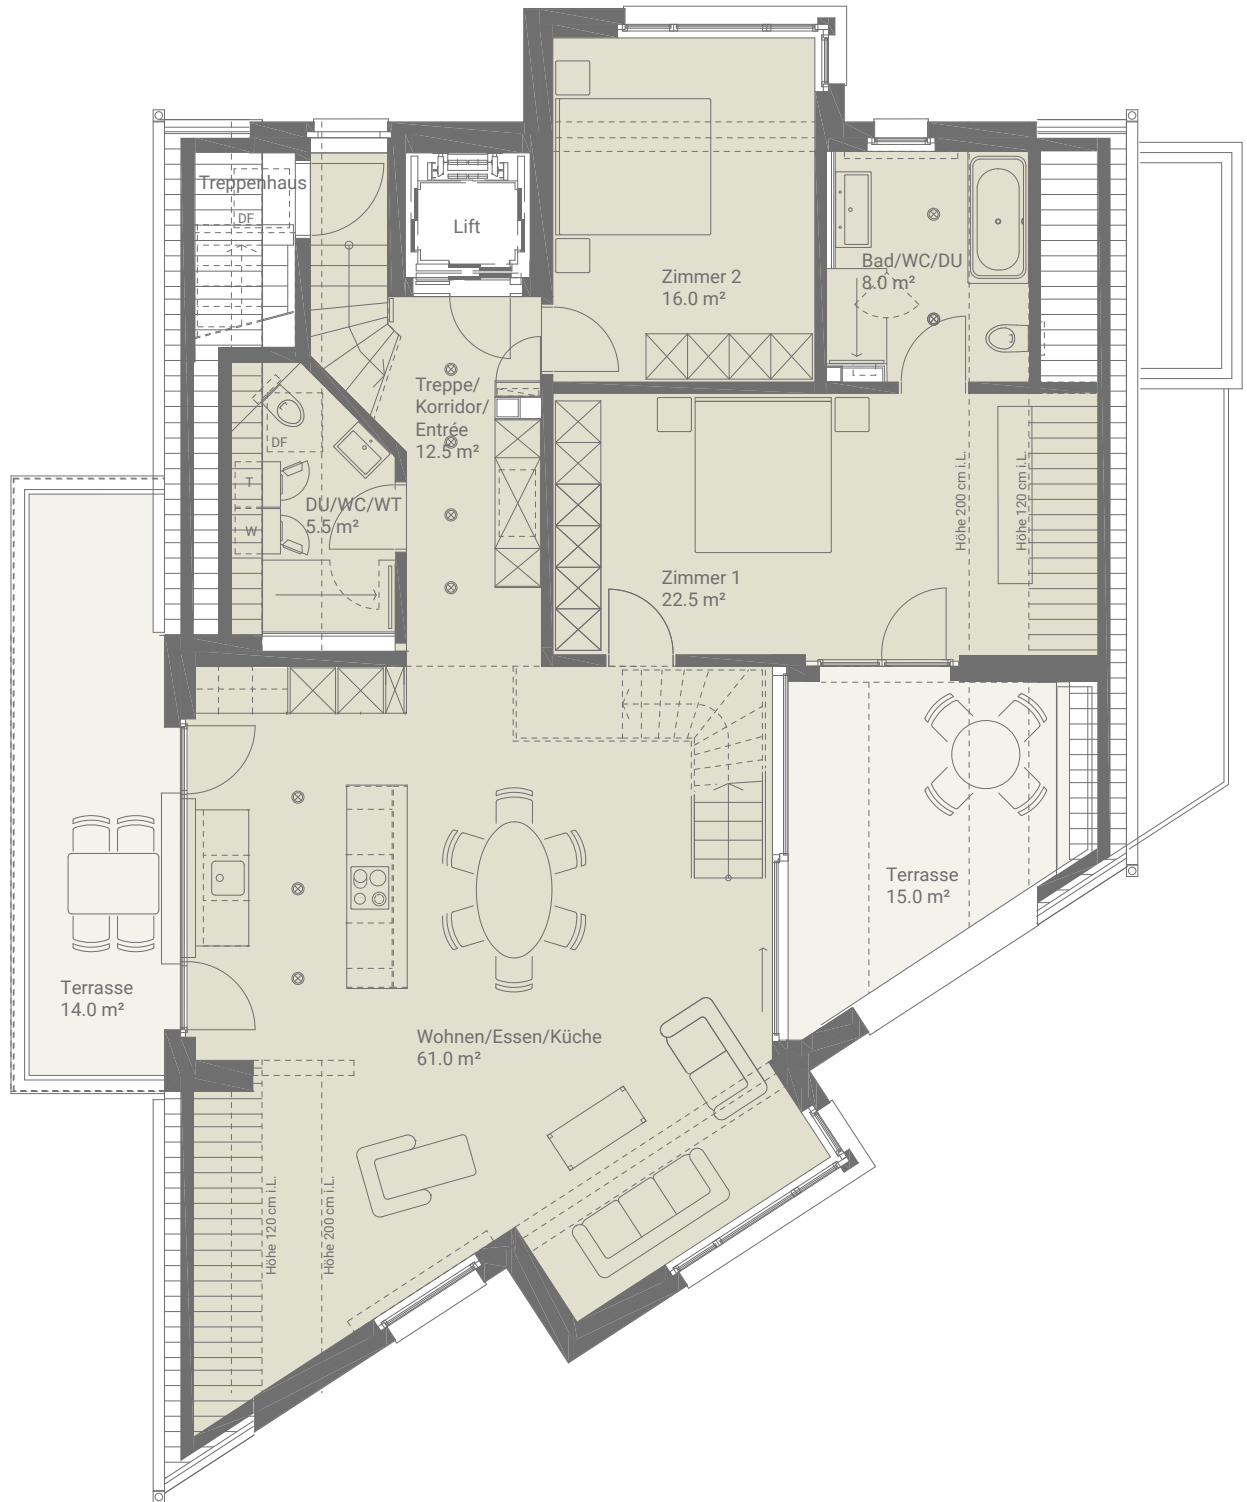 Treppenhaus
DF
Lift
Zimmer 2
16.0 m²
Bad/WC/DU
8.0 m²
Treppe/
Korridor/
Entrée
12.5 m²
DF
T
W
DU/WC/WT
5.5 m²
Höhe 200 cm i.L.
Höhe 120 cm i.L.
Zimmer 1
22.5 m²
Terrasse
15.0 m²
Terrasse
14.0 m²
Wohnen/Essen/Küche
61.0 m²
Höhe 120 cm i.L.
Höhe 200 cm i.L.